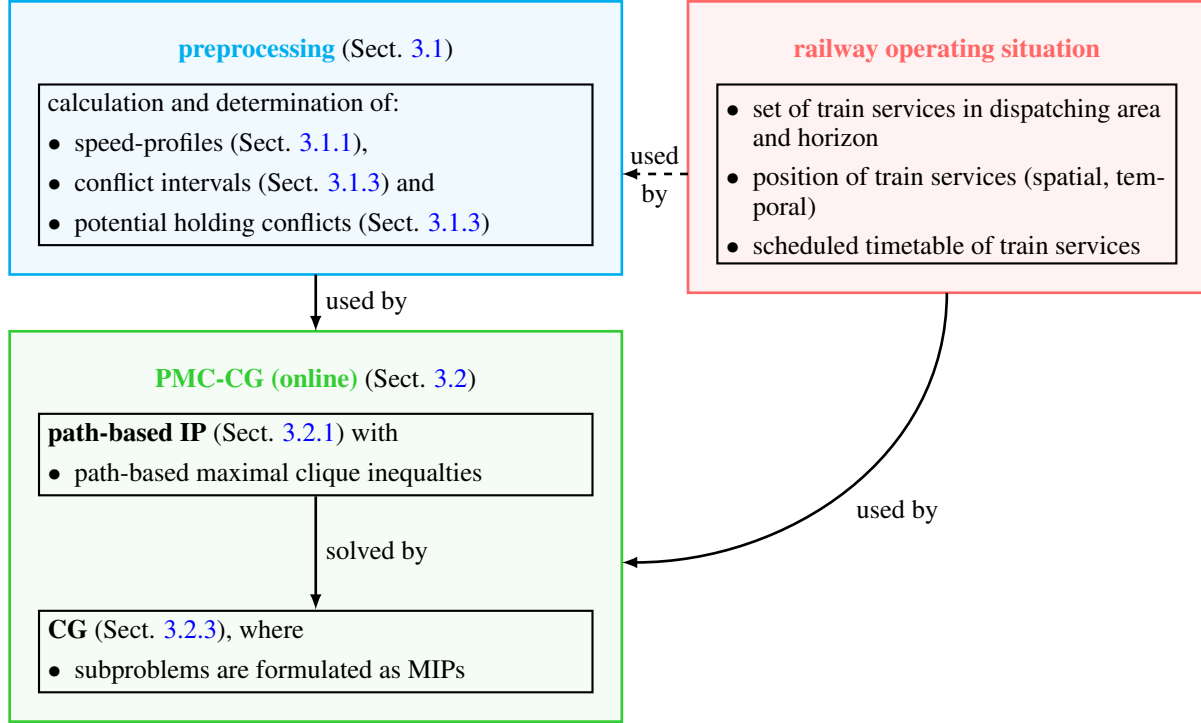 preprocessing (Sect. 3.1)
calculation and determination of:
• speed-profiles (Sect. 3.1.1),
• conflict intervals (Sect. 3.1.3) and
• potential holding conflicts (Sect. 3.1.3)
used
by
railway operating situation
• set of train services in dispatching area
and horizon
• position of train services (spatial, tem-
poral)
• scheduled timetable of train services
used by
PMC-CG (online) (Sect. 3.2)
path-based IP (Sect. 3.2.1) with
• path-based maximal clique inequalties
solved by
CG (Sect. 3.2.3), where
• subproblems are formulated as MIPs
used by